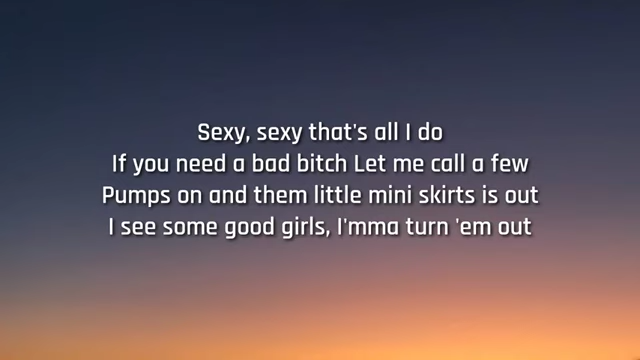 Sexy, sexy that's all I do
If you need a bad bitch Let me call a few
Pumps on and them little mini skirts is out
I see some good girls, I'mma turn 'em out